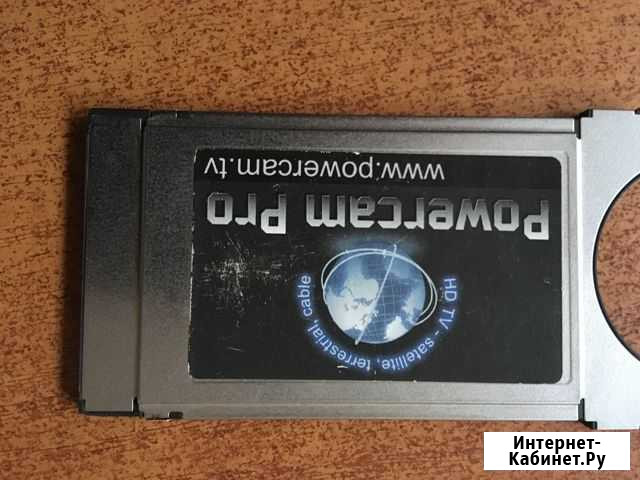 Powercam Pro
www.powercam.tv
HD TV - satellite, terrestrial, cable
Интернет-
Кабинет.Ру